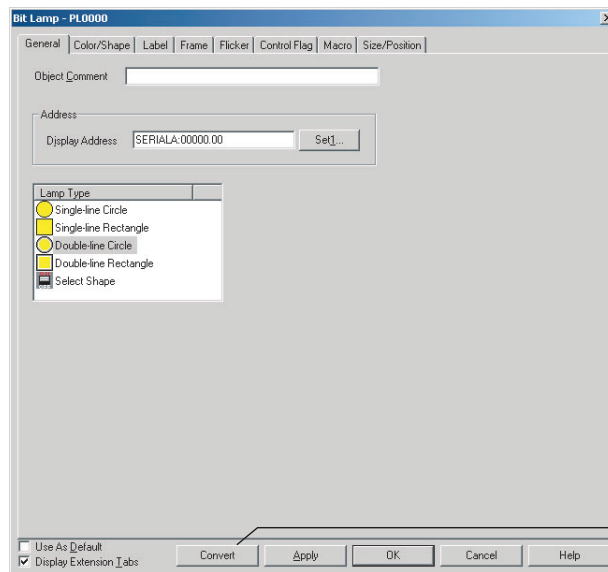 Bit Lamp - PL0000
General Color/Shape Label Frame Flicker Control Flag Macro Size/Position
Object Comment
Address
Display Address SERIALA:00000.00 Set1...
Lamp Type
Single-line Circle
Single-line Rectangle
Double-line Circle
Double-line Rectangle
Select Shape
Use As Default
Display Extension Tabs
Convert Apply OK Cancel Help